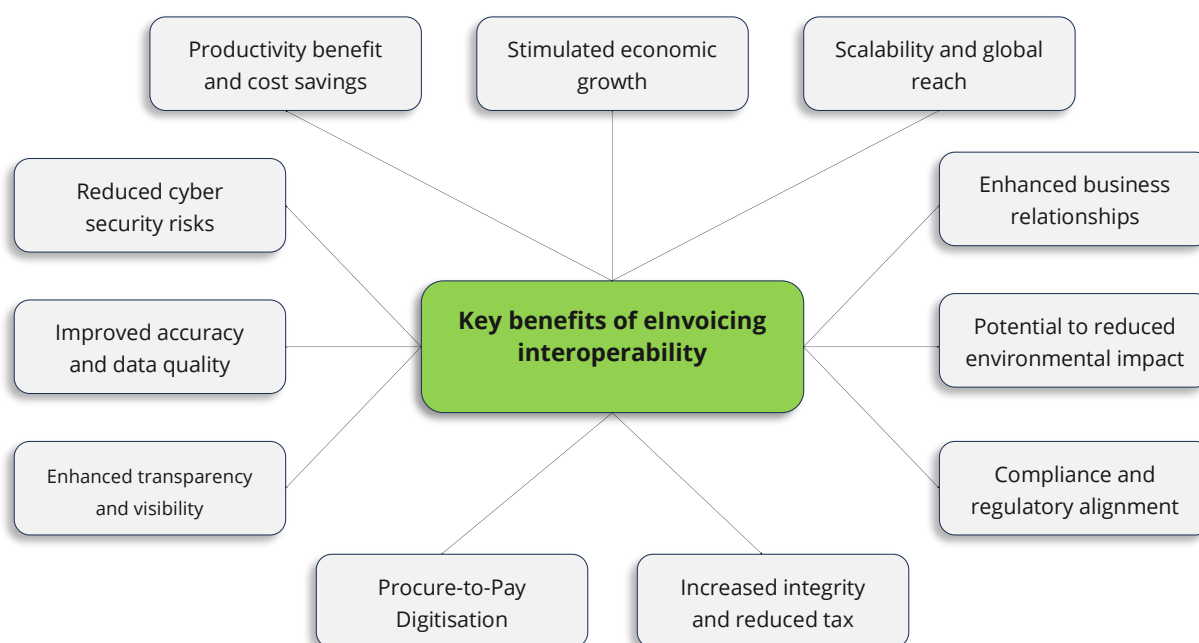 Productivity benefit
and cost savings
Stimulated economic
growth
Scalability and global
reach
Reduced cyber
security risks
Enhanced business
relationships
Key benefits of eInvoicing
interoperability
Improved accuracy
and data quality
Potential to reduced
environmental impact
Enhanced transparency
and visibility
Compliance and
regulatory alignment
Procure-to-Pay
Digitisation
Increased integrity
and reduced tax